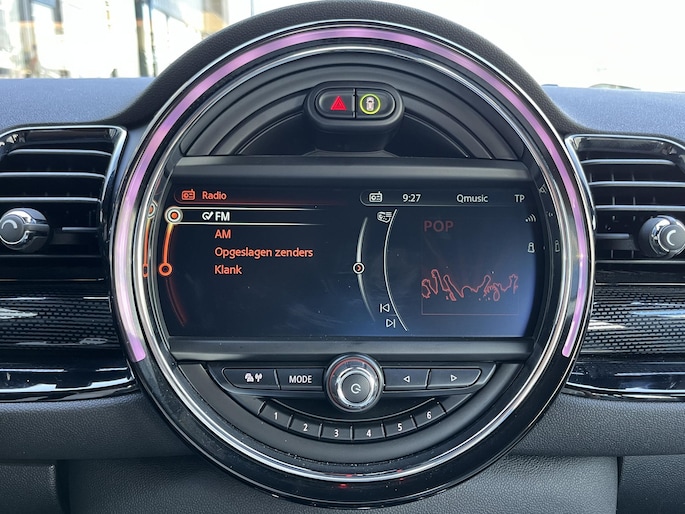 Radio
9:27 Qmusic TP
FM
AM
Opgeslagen zenders
Klank
POP
MODE
1 2 3 4 5 6